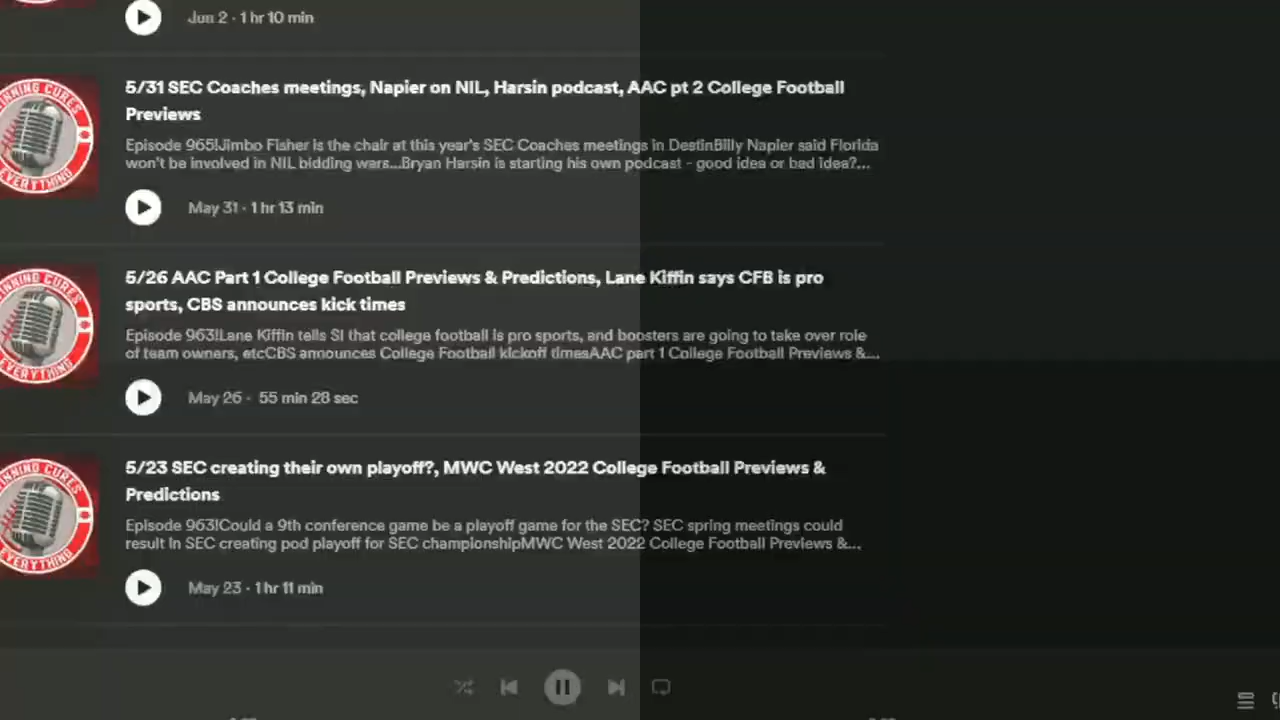 Jun 2 · 1 hr 10 min
5/31 SEC Coaches meetings, Napier on NIL, Harsin podcast, AAC pt 2 College Football
Previews
Episode 965!Jimbo Fisher is the chair at this year's SEC Coaches meetings in DestinBilly Napier said Florida
won't be involved in NIL bidding wars...Bryan Harsin is starting his own podcast - good idea or bad idea?...
WINNING CURES
EVERYTHING
May 31 · 1 hr 13 min
5/26 AAC Part 1 College Football Previews & Predictions, Lane Kiffin says CFB is pro
sports, CBS announces kick times
Episode 963!Lane Kiffin tells SI that college football is pro sports, and boosters are going to take over role
of team owners, etcCBS announces College Football kickoff timesAAC part 1 College Football Previews &...
WINNING CURES
EVERYTHING
May 26 · 55 min 28 sec
5/23 SEC creating their own playoff?, MWC West 2022 College Football Previews &
Predictions
Episode 963!Could a 9th conference game be a playoff game for the SEC? SEC spring meetings could
result in SEC creating pod playoff for SEC championshipMWC West 2022 College Football Previews &...
WINNING CURES
EVERYTHING
May 23 · 1 hr 11 min